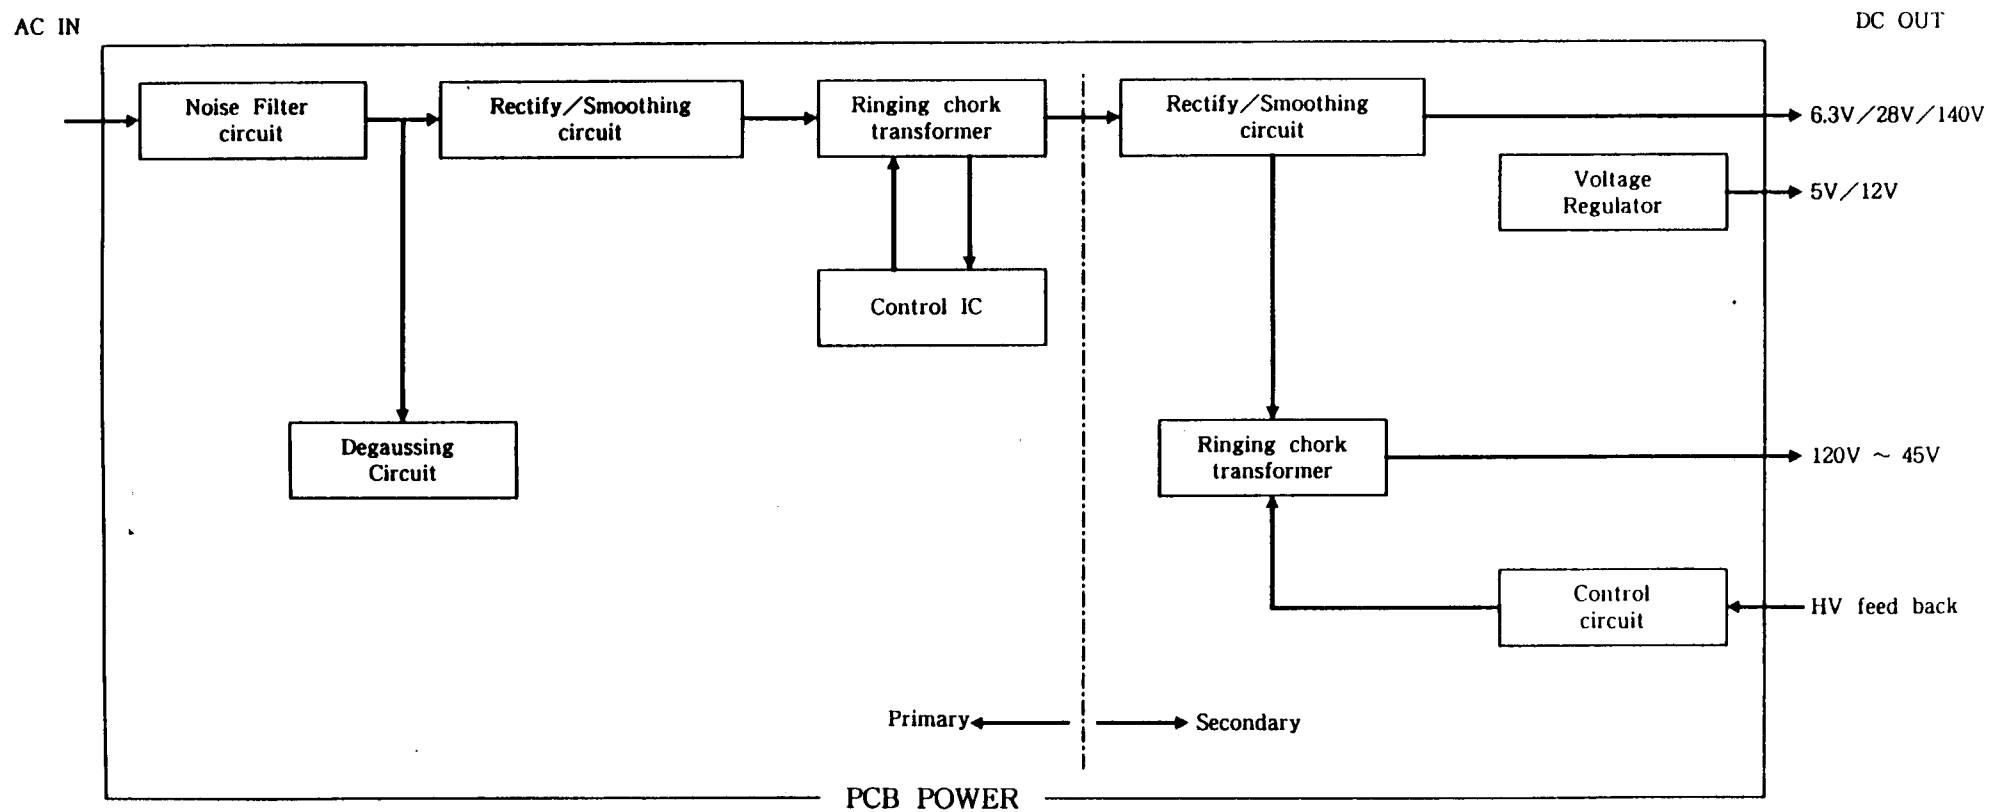 AC IN
DC OUT
Noise Filter
circuit
Rectify/Smoothing
circuit
Ringing chork
transformer
Rectify/Smoothing
circuit
6.3V/28V/140V
Voltage
Regulator
5V/12V
Control IC
Degaussing
Circuit
Ringing chork
transformer
120V ~ 45V
Control
circuit
HV feed back
Primary
Secondary
PCB POWER